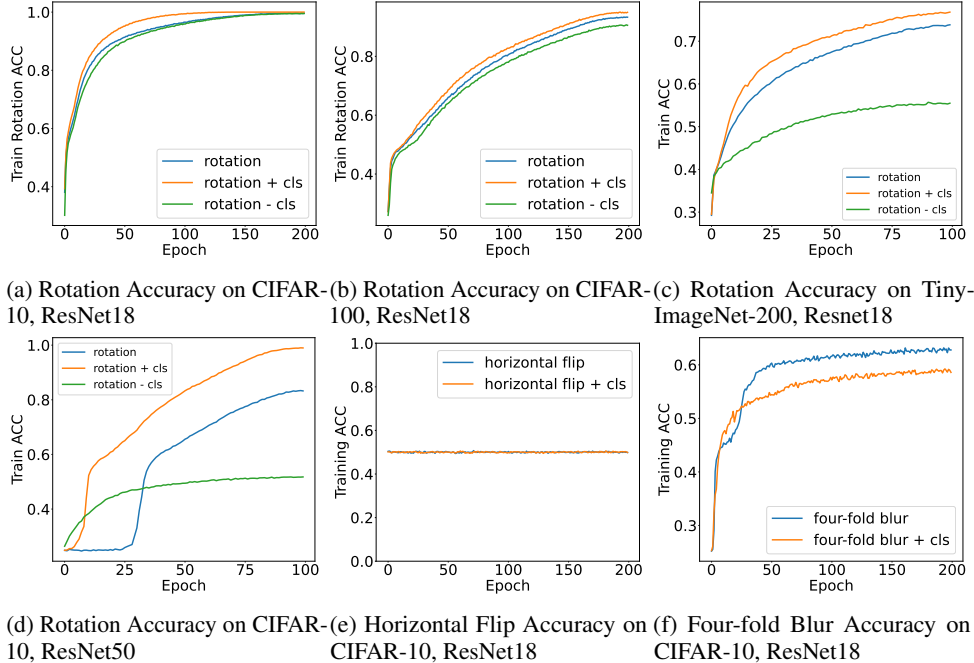 1.0
0.8
0.6
0.4
Train Rotation ACC
rotation
rotation + cls
rotation - cls
0 50 100 150 200
Epoch
1.0
0.8
0.6
0.4
Train Rotation ACC
rotation
rotation + cls
rotation - cls
0 50 100 150 200
Epoch
0.7
0.6
0.5
0.4
0.3
Train ACC
rotation
rotation + cls
rotation - cls
0 25 50 75 100
Epoch
(a) Rotation Accuracy on CIFAR-
10, ResNet18
(b) Rotation Accuracy on CIFAR-
100, ResNet18
(c) Rotation Accuracy on Tiny-
ImageNet-200, Resnet18
1.0
0.8
0.6
0.4
Train ACC
rotation
rotation + cls
rotation - cls
0 25 50 75 100
Epoch
1.0
0.8
0.6
0.4
0.2
0.0
Training ACC
horizontal flip
horizontal flip + cls
0 50 100 150 200
Epoch
0.6
0.5
0.4
0.3
Training ACC
four-fold blur
four-fold blur + cls
0 50 100 150 200
Epoch
(d) Rotation Accuracy on CIFAR-
10, ResNet50
(e) Horizontal Flip Accuracy on
CIFAR-10, ResNet18
(f) Four-fold Blur Accuracy on
CIFAR-10, ResNet18